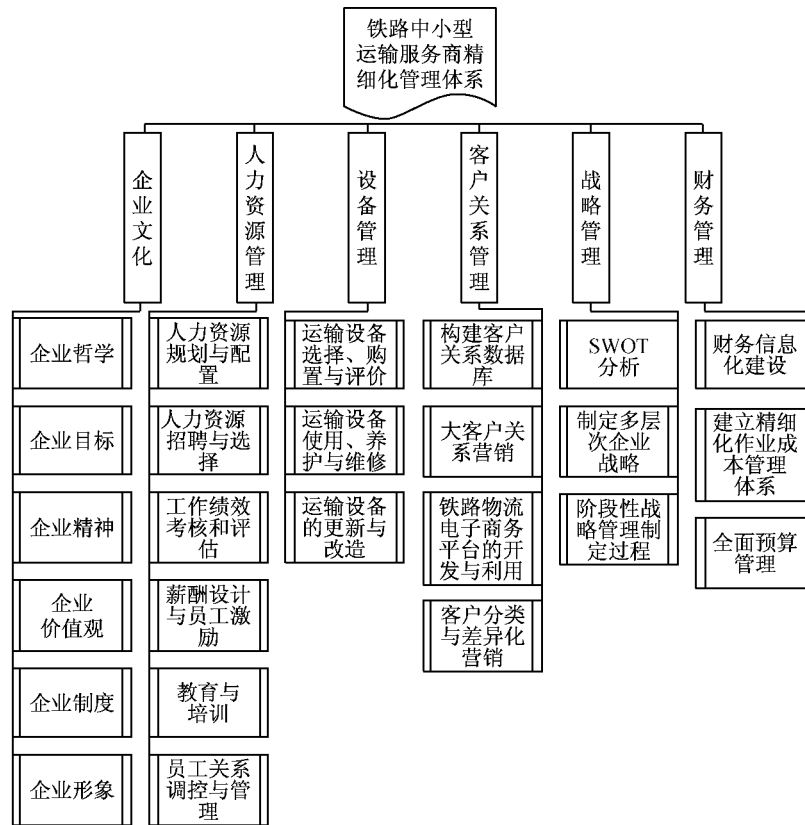 铁路中小型
运输服务商精
细化管理体系
企业文化
人力资源管理
设备管理
客户关系管理
战略管理
财务管理
企业哲学
企业目标
企业精神
企业
价值观
企业制度
企业形象
人力资源
规划与配
置
人力资源
招聘与选
择
工作绩效
考核和评
估
薪酬设计
与员工激
励
教育与
培训
员工关系
调控与管
理
运输设备
选择、购
置与评价
运输设备
使用、养
护与维修
运输设备
的更新与
改造
构建客户
关系数据
库
大客户关
系营销
铁路物流
电子商务
平台的开
发与利用
客户分类
与差异化
营销
SWOT
分析
制定多层
次企业
战略
阶段性战
略管理制
定过程
财务信息
化建设
建立精细
化作业成
本管理
体系
全面预算
管理